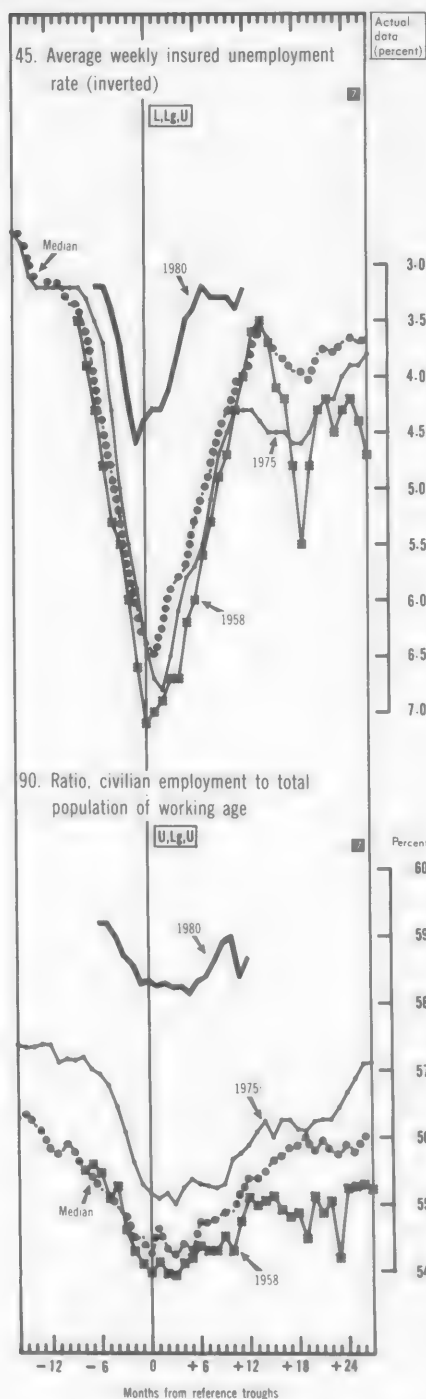 Actual
data
(percent)
45. Average weekly insured unemployment
rate (inverted)
7
L,Lg,U
Median
1980
3.0
3.5
4.0
4.5
5.0
5.5
6.0
6.5
7.0
1975
1958
90. Ratio, civilian employment to total
population of working age
U,Lg,U
7
Percent
60
59
58
57
56
55
54
1980
1975
Median
1958
-12 -6 0 +6 +12 +18 +24
Months from reference troughs